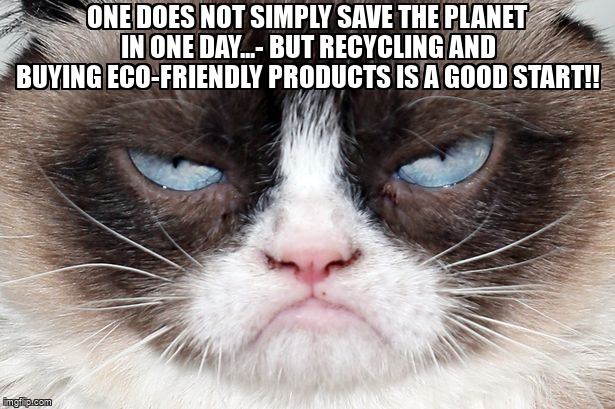 ONE DOES NOT SIMPLY SAVE THE PLANET
IN ONE DAY...- BUT RECYCLING AND
BUYING ECO-FRIENDLY PRODUCTS IS A GOOD START!!
imgflip.com